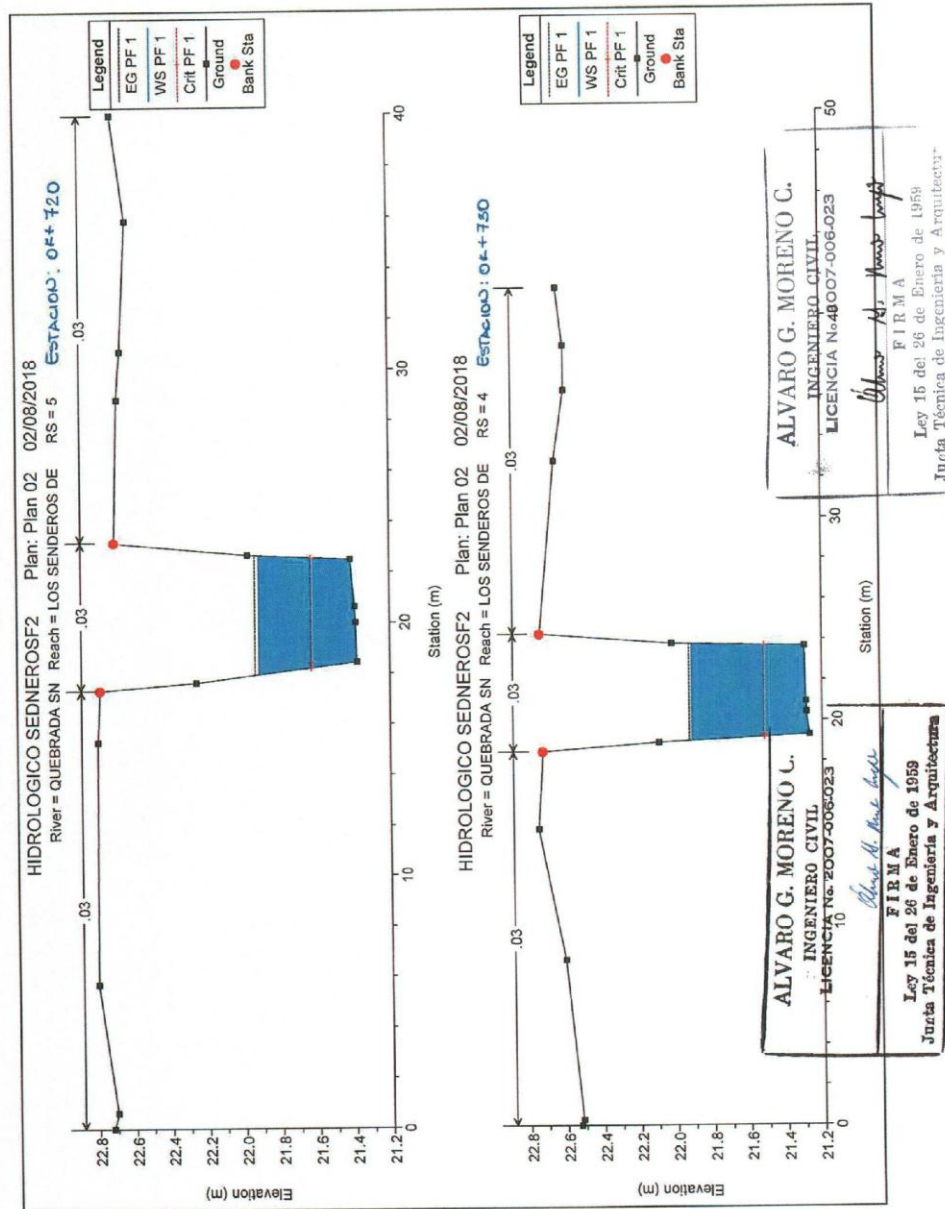 HIDROLOGICO SEDNEROSF2 Plan: Plan 02 02/08/2018
River = QUEBRADA SN Reach = LOS SENDEROS DE RS = 5
ESTACION: 0K+720
.03
.03
.03
Legend
EG PF 1
WS PF 1
Crit PF 1
Ground
Bank Sta
Elevation (m)
22.8
22.6
22.4
22.2
22.0
21.8
21.6
21.4
21.2
0
10
20
30
40
Station (m)
HIDROLOGICO SEDNEROSF2 Plan: Plan 02 02/08/2018
River = QUEBRADA SN Reach = LOS SENDEROS DE RS = 4
ESTACION: 0K+730
.03
.03
.03
Legend
EG PF 1
WS PF 1
Crit PF 1
Ground
Bank Sta
Elevation (m)
22.8
22.6
22.4
22.2
22.0
21.8
21.6
21.4
21.2
0
10
20
30
50
Station (m)
ALVARO G. MORENO C.
INGENIERO CIVIL
LICENCIA No. 2007-006-023
FIRMA
Ley 15 del 26 de Enero de 1959
Junta Técnica de Ingeniería y Arquitectura
ALVARO G. MORENO C.
INGENIERO CIVIL
LICENCIA No. 007-006-023
FIRMA
Ley 15 del 26 de Enero de 1959
Junta Técnica de Ingeniería y Arquitectur